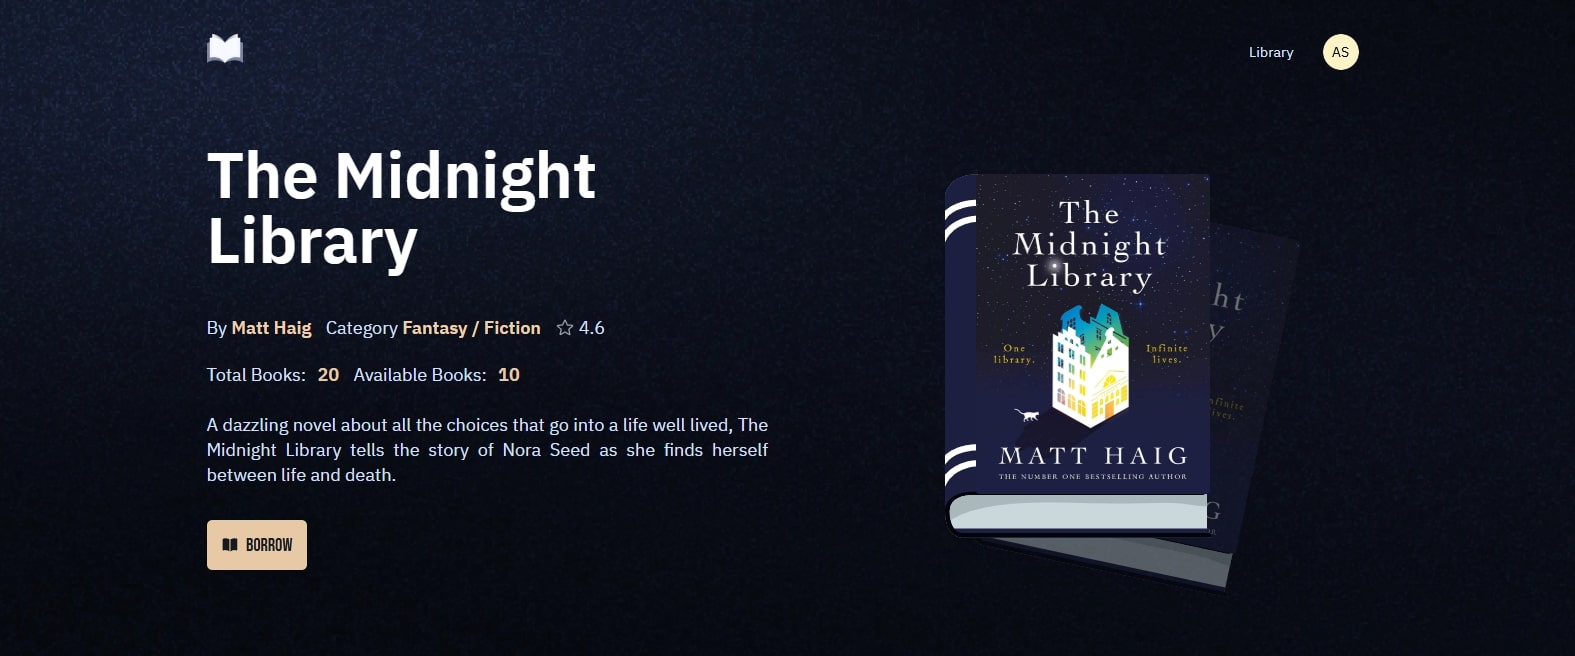 Library
AS
The Midnight
Library
By Matt Haig Category Fantasy / Fiction 4.6
Total Books: 20 Available Books: 10
A dazzling novel about all the choices that go into a life well lived, The
Midnight Library tells the story of Nora Seed as she finds herself
between life and death.
BORROW
The
Midnight
Library
One
library.
Infinite
lives.
MATT HAIG
THE NUMBER ONE BESTSELLING AUTHOR
ht
y
nfinite
ives.
G